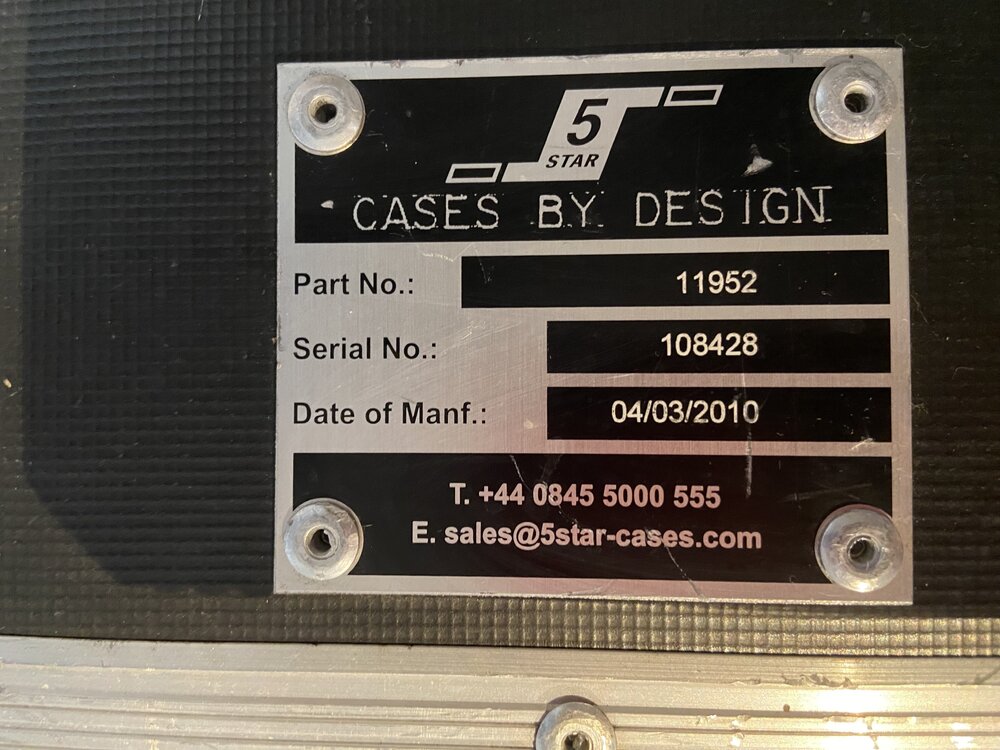 5
STAR
CASES BY DESIGN
Part No.: 11952
Serial No.: 108428
Date of Manf.: 04/03/2010
T. +44 0845 5000 555
E. sales@5star-cases.com